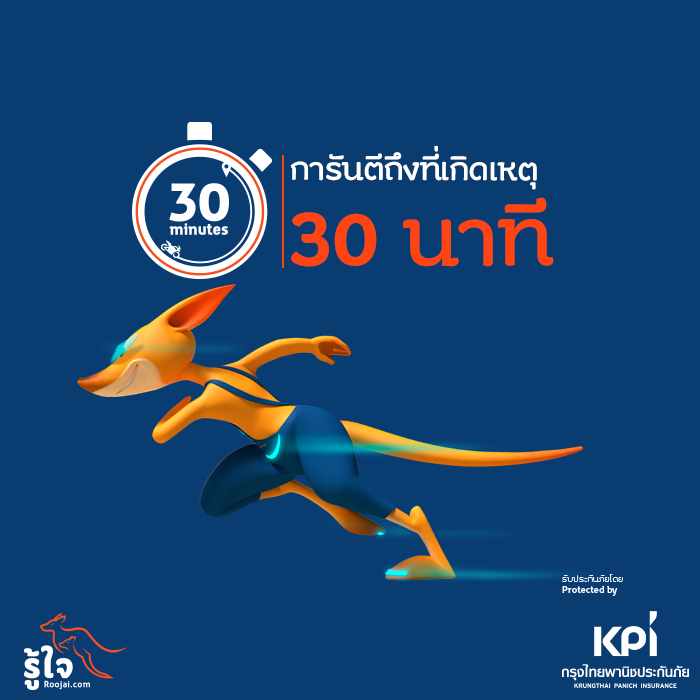 30
minutes
การันตีถึงที่เกิดเหตุ
30 นาที
รับประกันภัยโดย
Protected by
KPI
กรุงไทยพานิชประกันภัย
KRUNGTHAI PANICH INSURANCE
รู้ใจ
Roojai.com